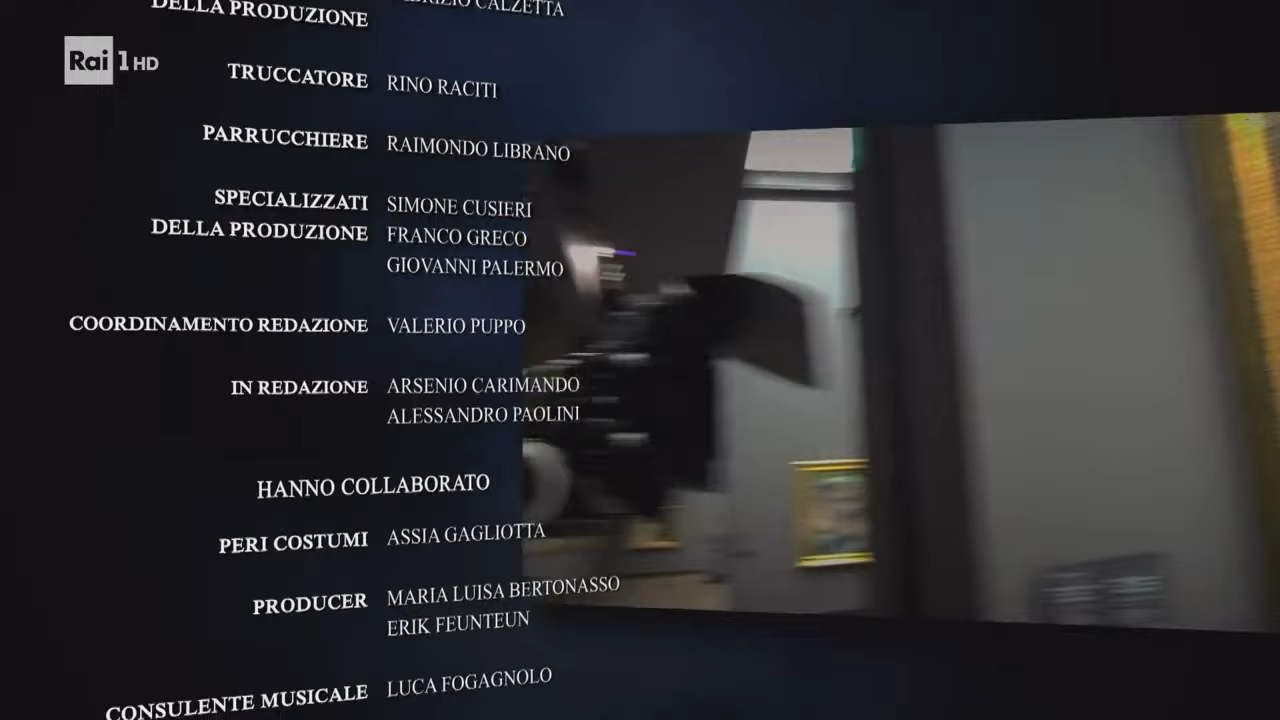 DELLA PRODUZIONE CALZETTA
Rai 1 HD
TRUCCATORE RINO RACITI
PARRUCCHIERE RAIMONDO LIBRANO
SPECIALIZZATI SIMONE CUSIERI
DELLA PRODUZIONE FRANCO GRECO
GIOVANNI PALERMO
COORDINAMENTO REDAZIONE VALERIO PUPPO
IN REDAZIONE ARSENIO CARIMANDO
ALESSANDRO PAOLINI
HANNO COLLABORATO
PER I COSTUMI ASSIA GAGLIOTTA
PRODUCER MARIA LUISA BERTONASSO
ERIK FEUNTEUN
CONSULENTE MUSICALE LUCA FOGAGNOLO